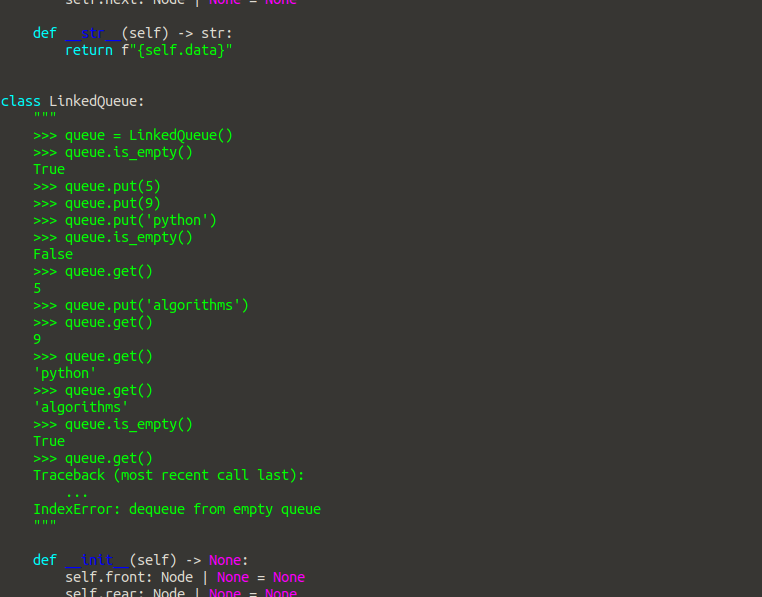 self.next: Node | None = None

    def __str__(self) -> str:
        return f"{self.data}"


class LinkedQueue:
    """
    >>> queue = LinkedQueue()
    >>> queue.is_empty()
    True
    >>> queue.put(5)
    >>> queue.put(9)
    >>> queue.put('python')
    >>> queue.is_empty()
    False
    >>> queue.get()
    5
    >>> queue.put('algorithms')
    >>> queue.get()
    9
    >>> queue.get()
    'python'
    >>> queue.get()
    'algorithms'
    >>> queue.is_empty()
    True
    >>> queue.get()
    Traceback (most recent call last):
        ...
    IndexError: dequeue from empty queue
    """

    def __init__(self) -> None:
        self.front: Node | None = None
        self.rear: Node | None = None